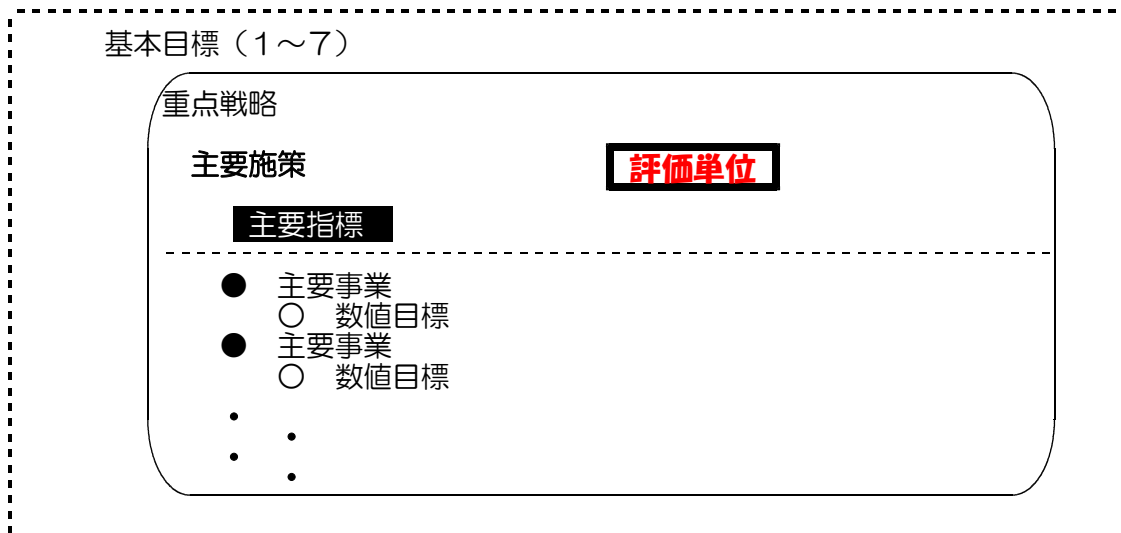 基本目標(1~7)
重点戦略
主要施策 評価単位
主要指標
● 主要事業
○ 数値目標
● 主要事業
○ 数値目標
・
・
・
・